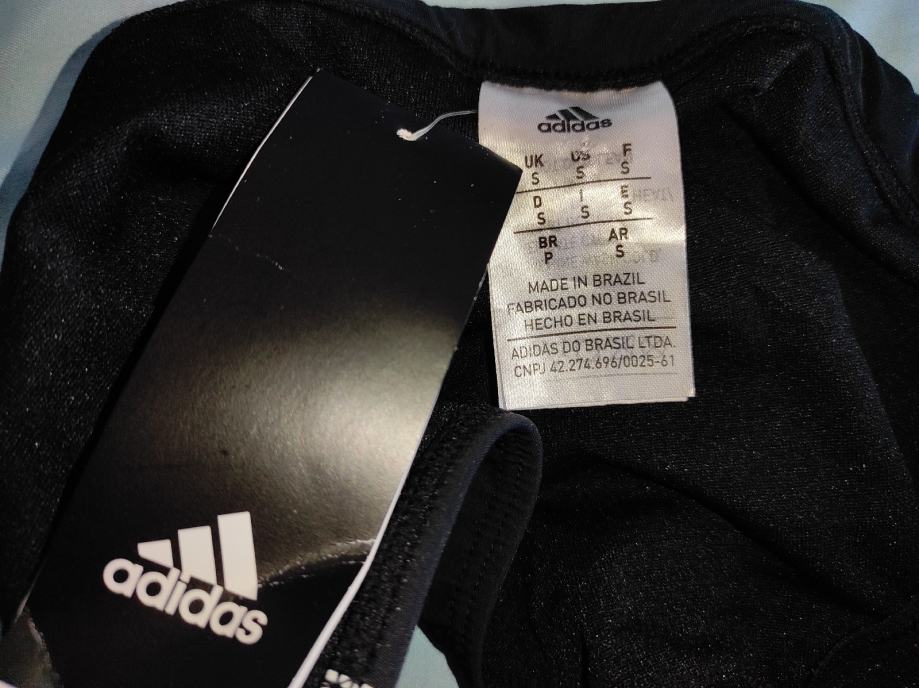 adidas
UK US F
S S S
D I E
S S S
BR AR
P S
MADE IN BRAZIL
FABRICADO NO BRASIL
HECHO EN BRASIL
ADIDAS DO BRASIL LTDA.
CNPJ 42.274.696/0025-61
adidas